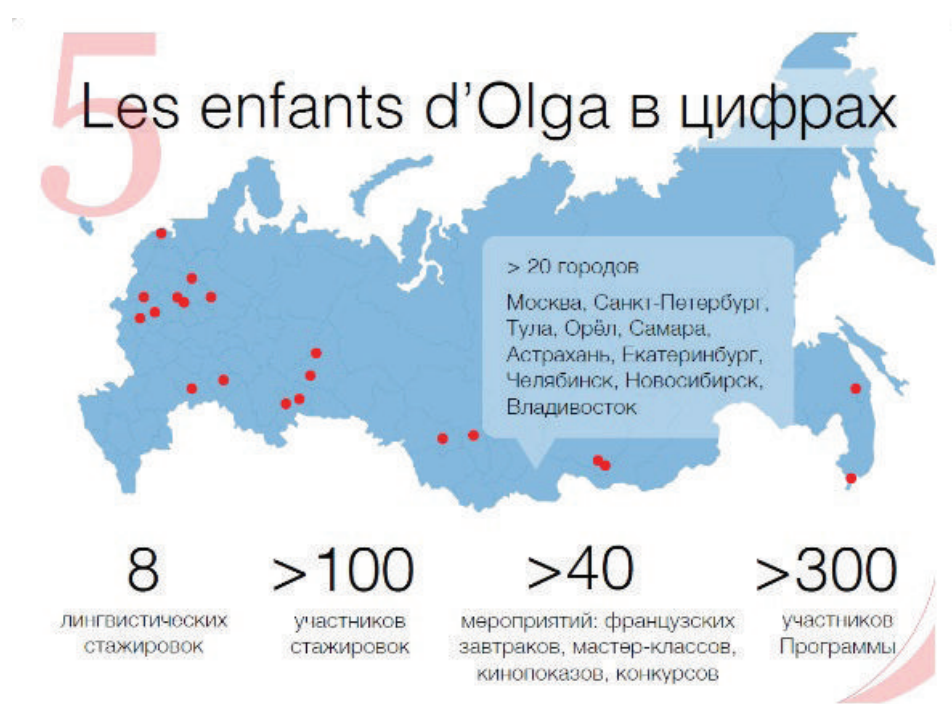 5
Les enfants d’Olga в цифрах
> 20 городов
Москва, Санкт-Петербург,
Тула, Орёл, Самара,
Астрахань, Екатеринбург,
Челябинск, Новосибирск,
Владивосток
8
лингвистических
стажировок
>100
участников
стажировок
>40
мероприятий: французских
завтраков, мастер-классов,
кинопоказов, конкурсов
>300
участников
Программы